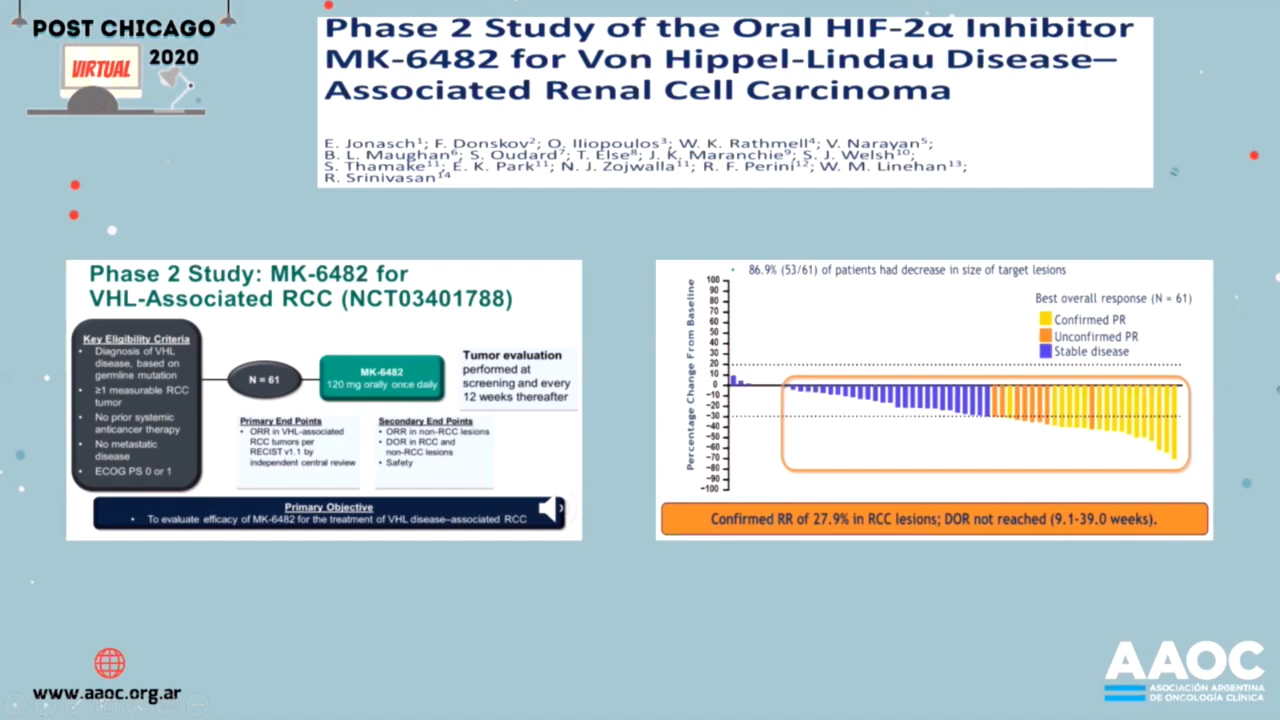 POST CHICAGO
2020
VIRTUAL
Phase 2 Study of the Oral HIF-2α Inhibitor
MK-6482 for Von Hippel-Lindau Disease–
Associated Renal Cell Carcinoma
E. Jonasch¹; F. Donskov²; O. Iliopoulos³; W. K. Rathmell⁴; V. Narayan⁵;
B. L. Maughan⁶; S. Oudard⁷; T. Else⁸; J. K. Maranchie⁹; S. J. Welsh¹⁰;
S. Thamake¹¹; E. K. Park¹¹; N. J. Zojwalla¹¹; R. F. Perini¹²; W. M. Linehan¹³;
R. Srinivasan¹⁴
Phase 2 Study: MK-6482 for
VHL-Associated RCC (NCT03401788)
Key Eligibility Criteria
• Diagnosis of VHL
disease, based on
germline mutation
• ≥1 measurable RCC
tumor
• No prior systemic
anticancer therapy
• No metastatic
disease
• ECOG PS 0 or 1
N = 61
MK-6482
120 mg orally once daily
Tumor evaluation
performed at
screening and every
12 weeks thereafter
Primary End Points
• ORR in VHL-associated
RCC tumors per
RECIST v1.1 by
independent central review
Secondary End Points
• ORR in non-RCC lesions
• DOR in RCC and
non-RCC lesions
• Safety
Primary Objective
• To evaluate efficacy of MK-6482 for the treatment of VHL disease–associated RCC
• 86.9% (53/61) of patients had decrease in size of target lesions
Percentage Change From Baseline
100
90
80
70
60
50
40
30
20
10
0
−10
−20
−30
−40
−50
−60
−70
−80
−90
−100
Best overall response (N = 61)
Confirmed PR
Unconfirmed PR
Stable disease
Confirmed RR of 27.9% in RCC lesions; DOR not reached (9.1-39.0 weeks).
www.aaoc.org.ar
AAOC
ASOCIACIÓN ARGENTINA
DE ONCOLOGÍA CLÍNICA